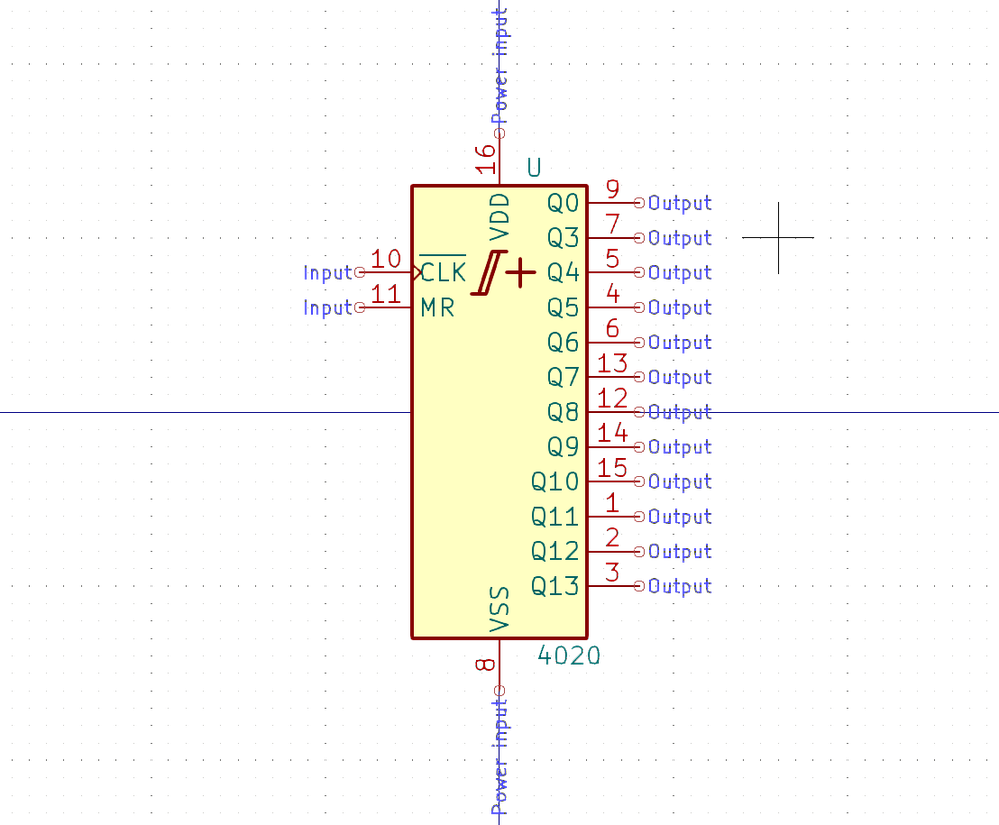 Power input
16
U
VDD
Q0 9 Output
Q3 7 Output
Input 10 CLK Q4 5 Output
Input 11 MR Q5 4 Output
Q6 6 Output
Q7 13 Output
Q8 12 Output
Q9 14 Output
Q10 15 Output
Q11 1 Output
Q12 2 Output
Q13 3 Output
VSS
4020
8
Power input